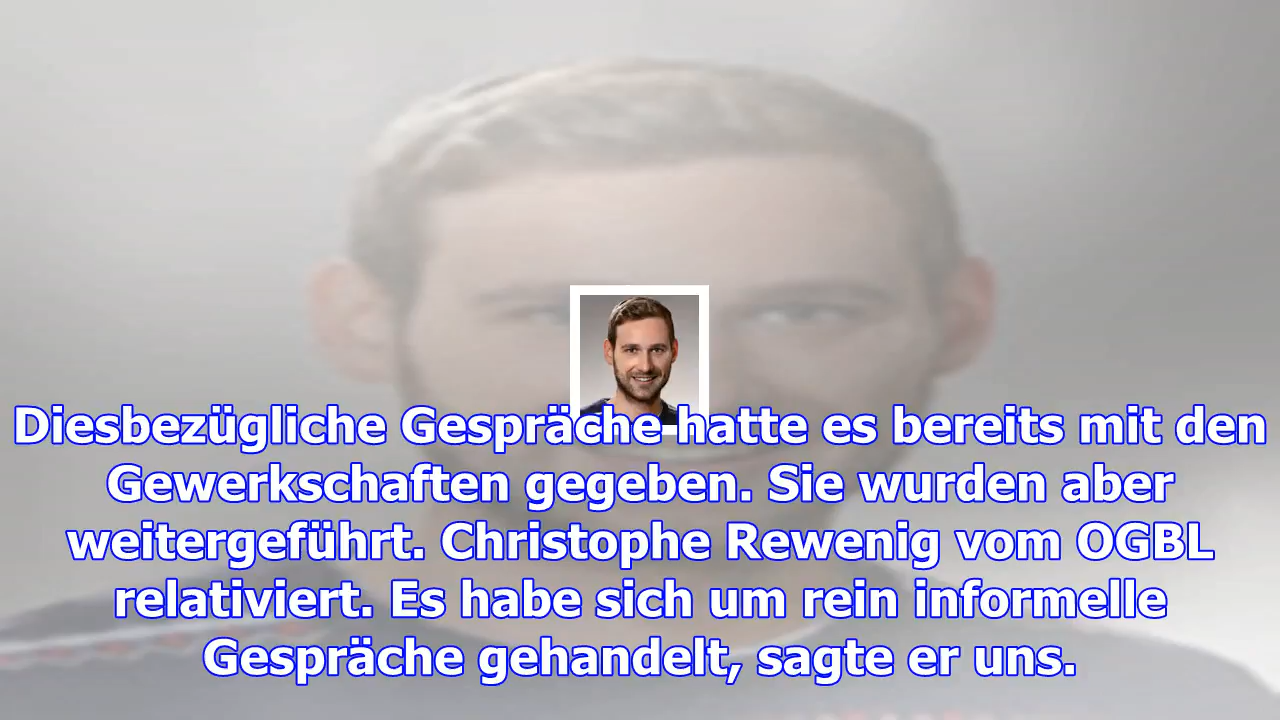 Diesbezügliche Gespräche hatte es bereits mit den
Gewerkschaften gegeben. Sie wurden aber
weitergeführt. Christophe Rewenig vom OGBL
relativiert. Es habe sich um rein informelle
Gespräche gehandelt, sagte er uns.